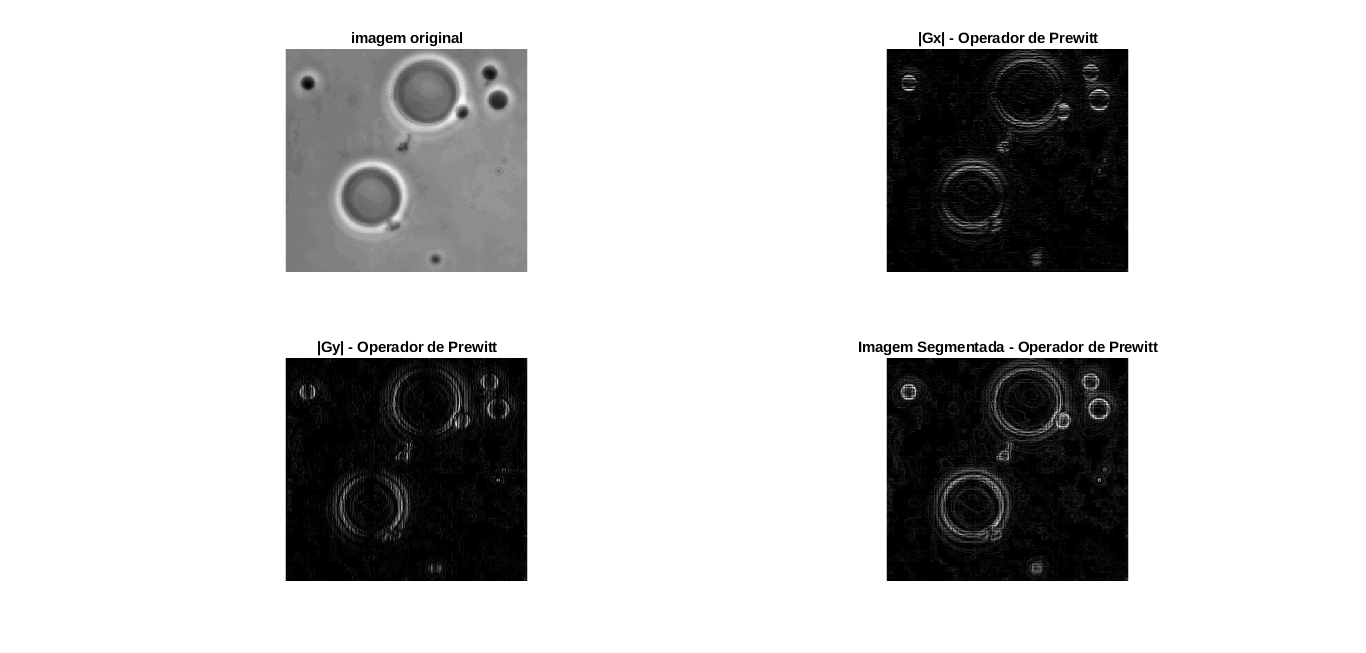 imagem original
|Gx| - Operador de Prewitt
|Gy| - Operador de Prewitt
Imagem Segmentada - Operador de Prewitt